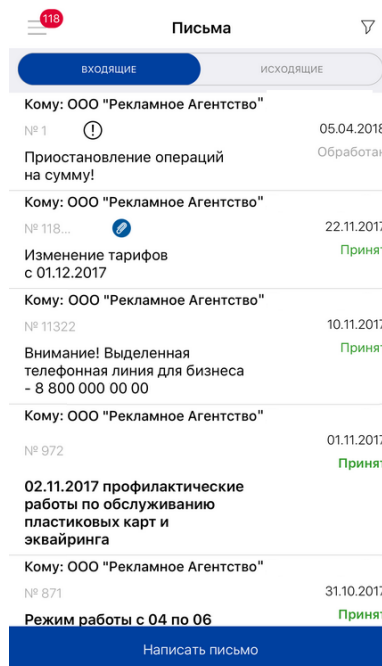 118
Письма
ВХОДЯЩИЕ
ИСХОДЯЩИЕ
Кому: ООО "Рекламное Агентство"
№ 1
05.04.2018
Приостановление операций
на сумму!
Обработан
Кому: ООО "Рекламное Агентство"
№ 118...
22.11.2017
Изменение тарифов
с 01.12.2017
Принят
Кому: ООО "Рекламное Агентство"
№ 11322
10.11.2017
Внимание! Выделенная
телефонная линия для бизнеса
- 8 800 000 00 00
Принят
Кому: ООО "Рекламное Агентство"
№ 972
01.11.2017
Принят
02.11.2017 профилактические
работы по обслуживанию
пластиковых карт и
эквайринга
Кому: ООО "Рекламное Агентство"
№ 871
31.10.2017
Режим работы с 04 по 06
Принят
Написать письмо